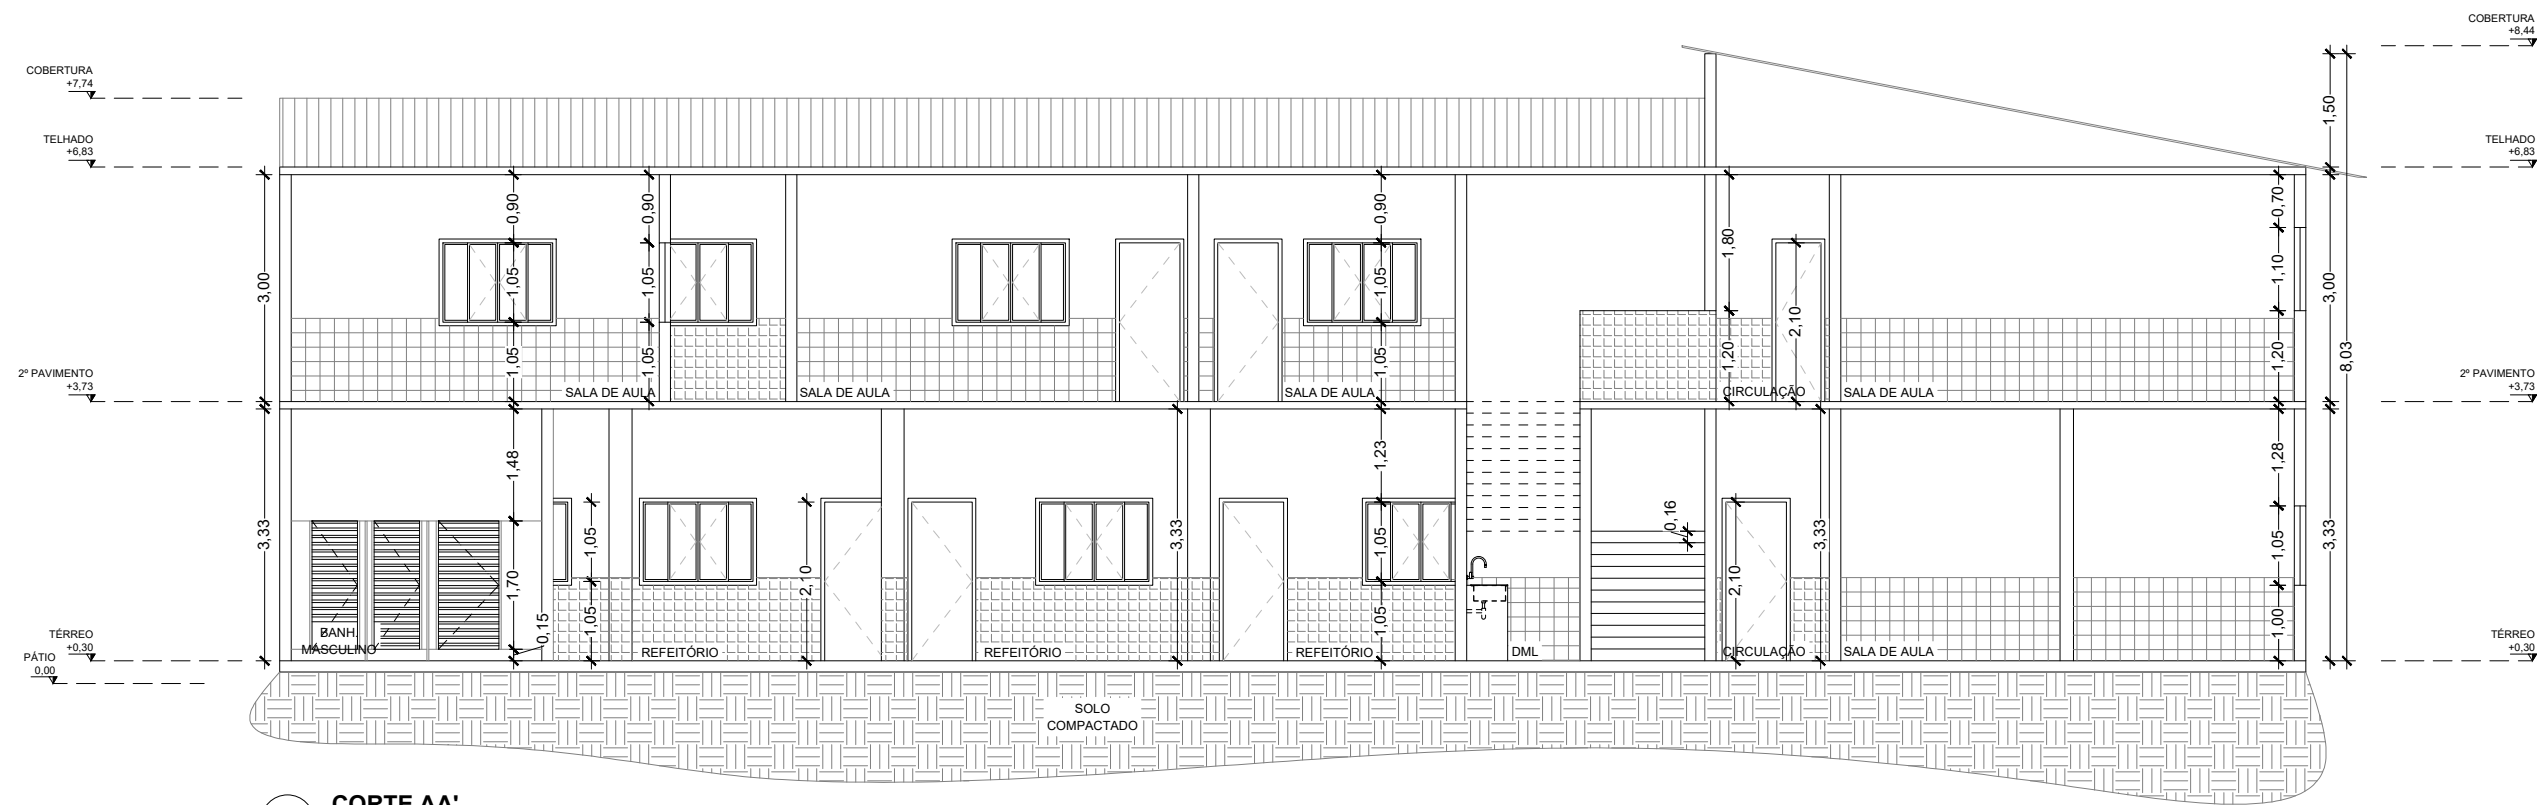 COBERTURA
+8,44
COBERTURA
+7,74
1,50
TELHADO
+6,83
TELHADO
+6,83
0,90
0,90
0,90
0,70
1,80
3,00
1,05
1,05
1,05
1,10
3,00
2,10
8,03
1,05
1,05
1,05
1,20
1,20
2º PAVIMENTO
+3,73
SALA DE AULA
SALA DE AULA
SALA DE AULA
CIRCULAÇÃO
SALA DE AULA
2º PAVIMENTO
+3,73
1,48
1,23
1,28
3,33
1,05
3,33
1,05
0,16
3,33
1,05
3,33
1,70
2,10
2,10
0,15
1,05
1,05
1,00
TÉRREO
+0,30
BANH.
MASCULINO
REFEITÓRIO
REFEITÓRIO
REFEITÓRIO
DML
CIRCULAÇÃO
SALA DE AULA
TÉRREO
+0,30
PÁTIO
0,00
SOLO
COMPACTADO
CORTE AA'